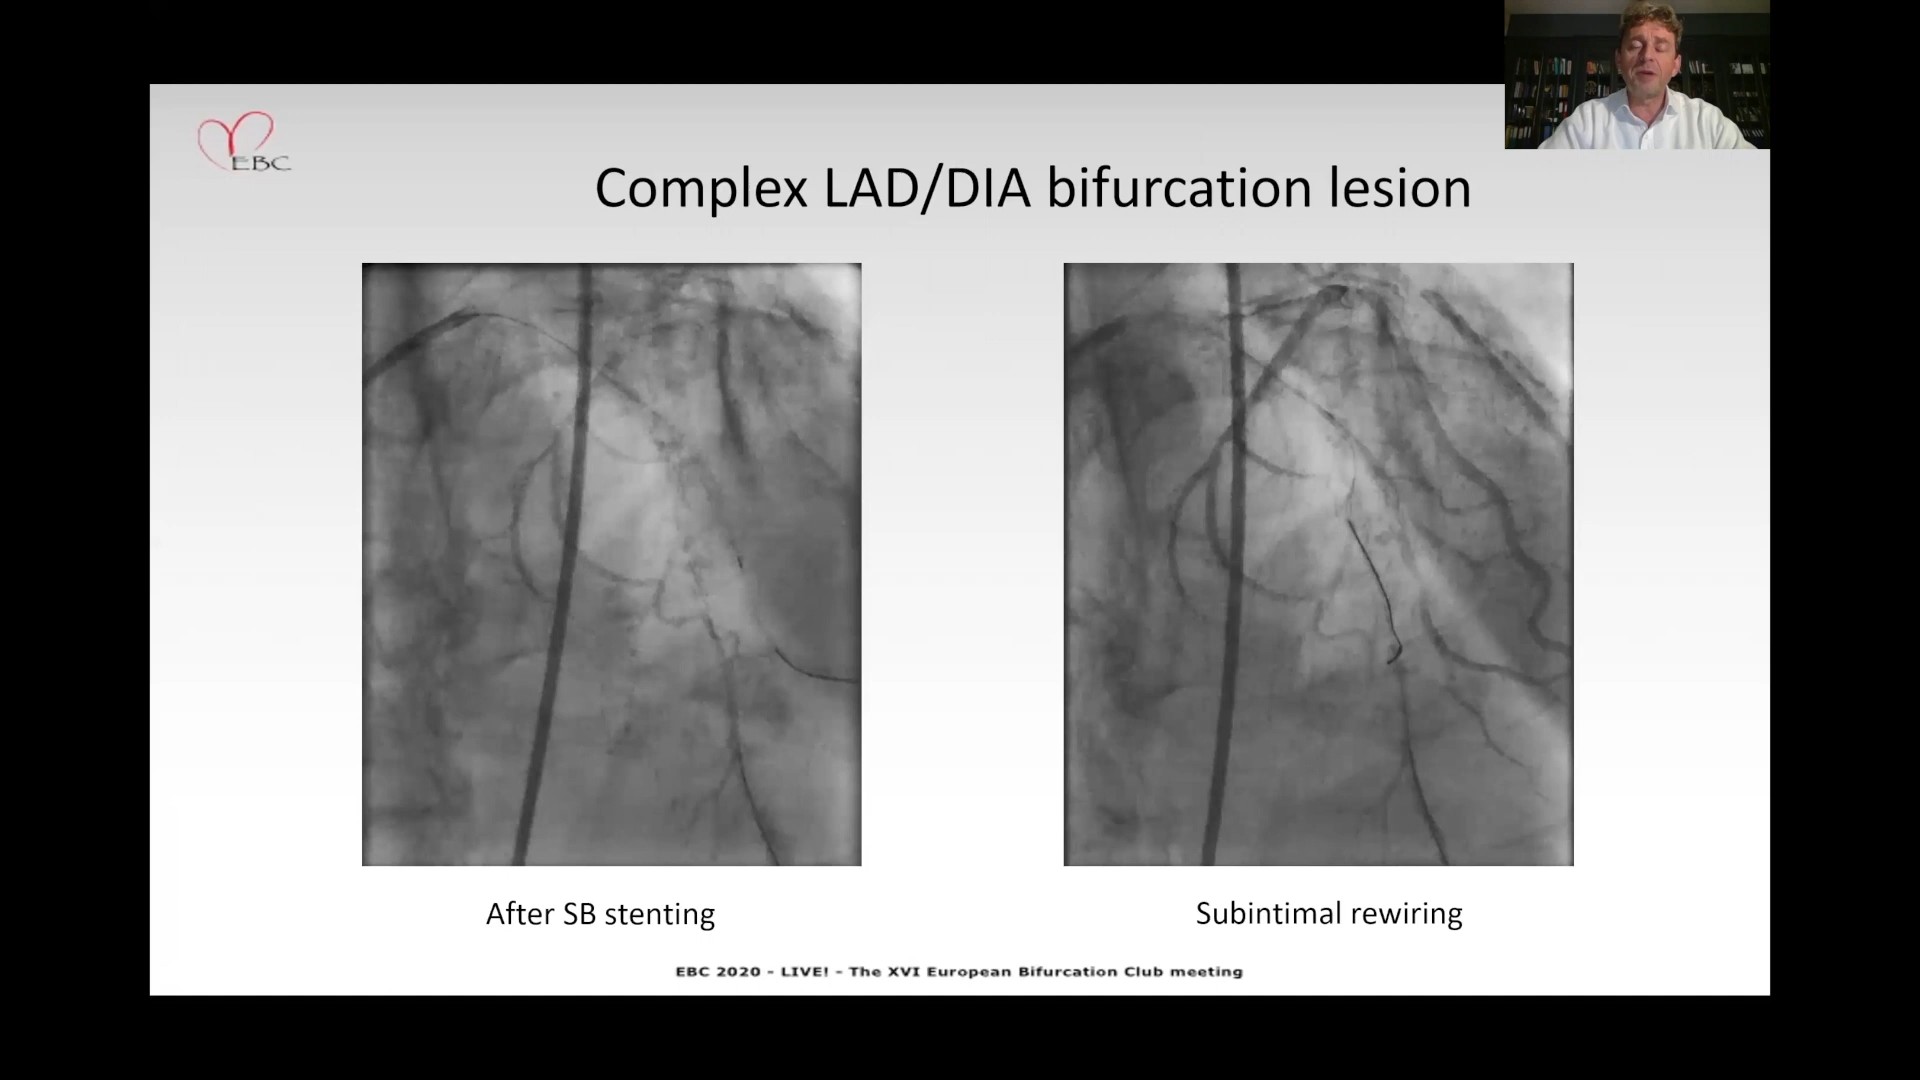 EBC
Complex LAD/DIA bifurcation lesion
After SB stenting
Subintimal rewiring
EBC 2020 - LIVE! - The XVI European Bifurcation Club meeting